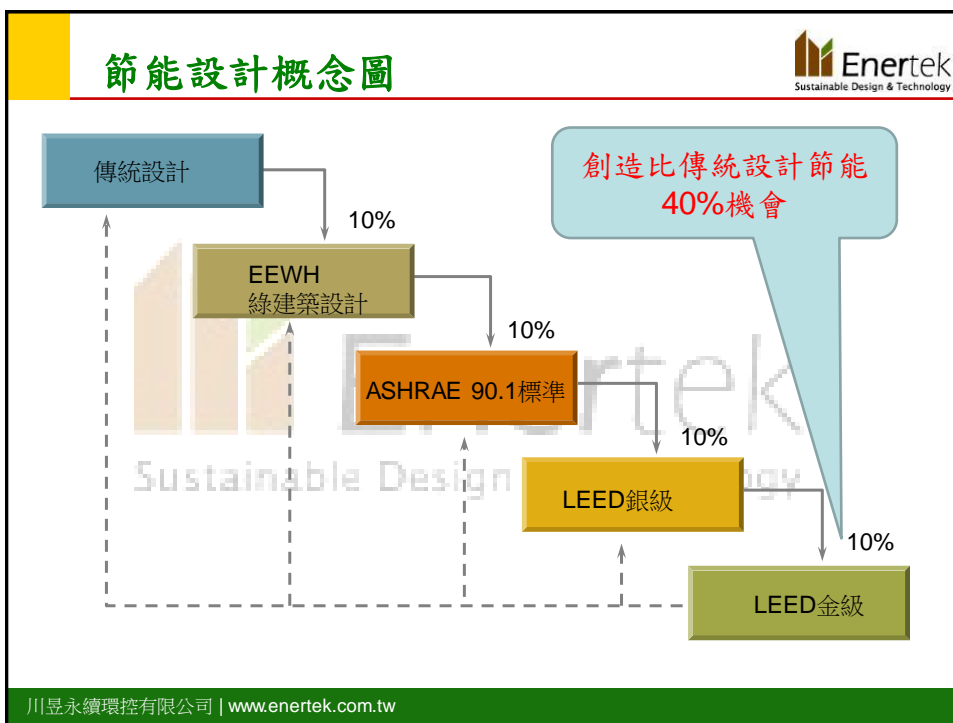 節能設計概念圖
Enertek
Sustainable Design & Technology
傳統設計
創造比傳統設計節能
40%機會
10%
EEWH
綠建築設計
10%
Enertek
ASHRAE 90.1標準
10%
Sustainable Design & Technology
LEED銀級
10%
LEED金級
川昱永續環控有限公司 | www.enertek.com.tw